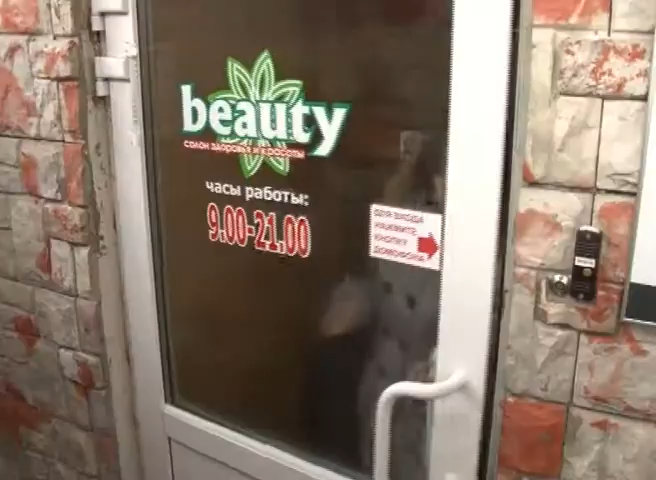 beauty
салон здоровья и красоты
часы работы:
9.00-21.00
ДЛЯ ВХОДА
НАЖМИТЕ
КНОПКУ
ДОМОФОНА